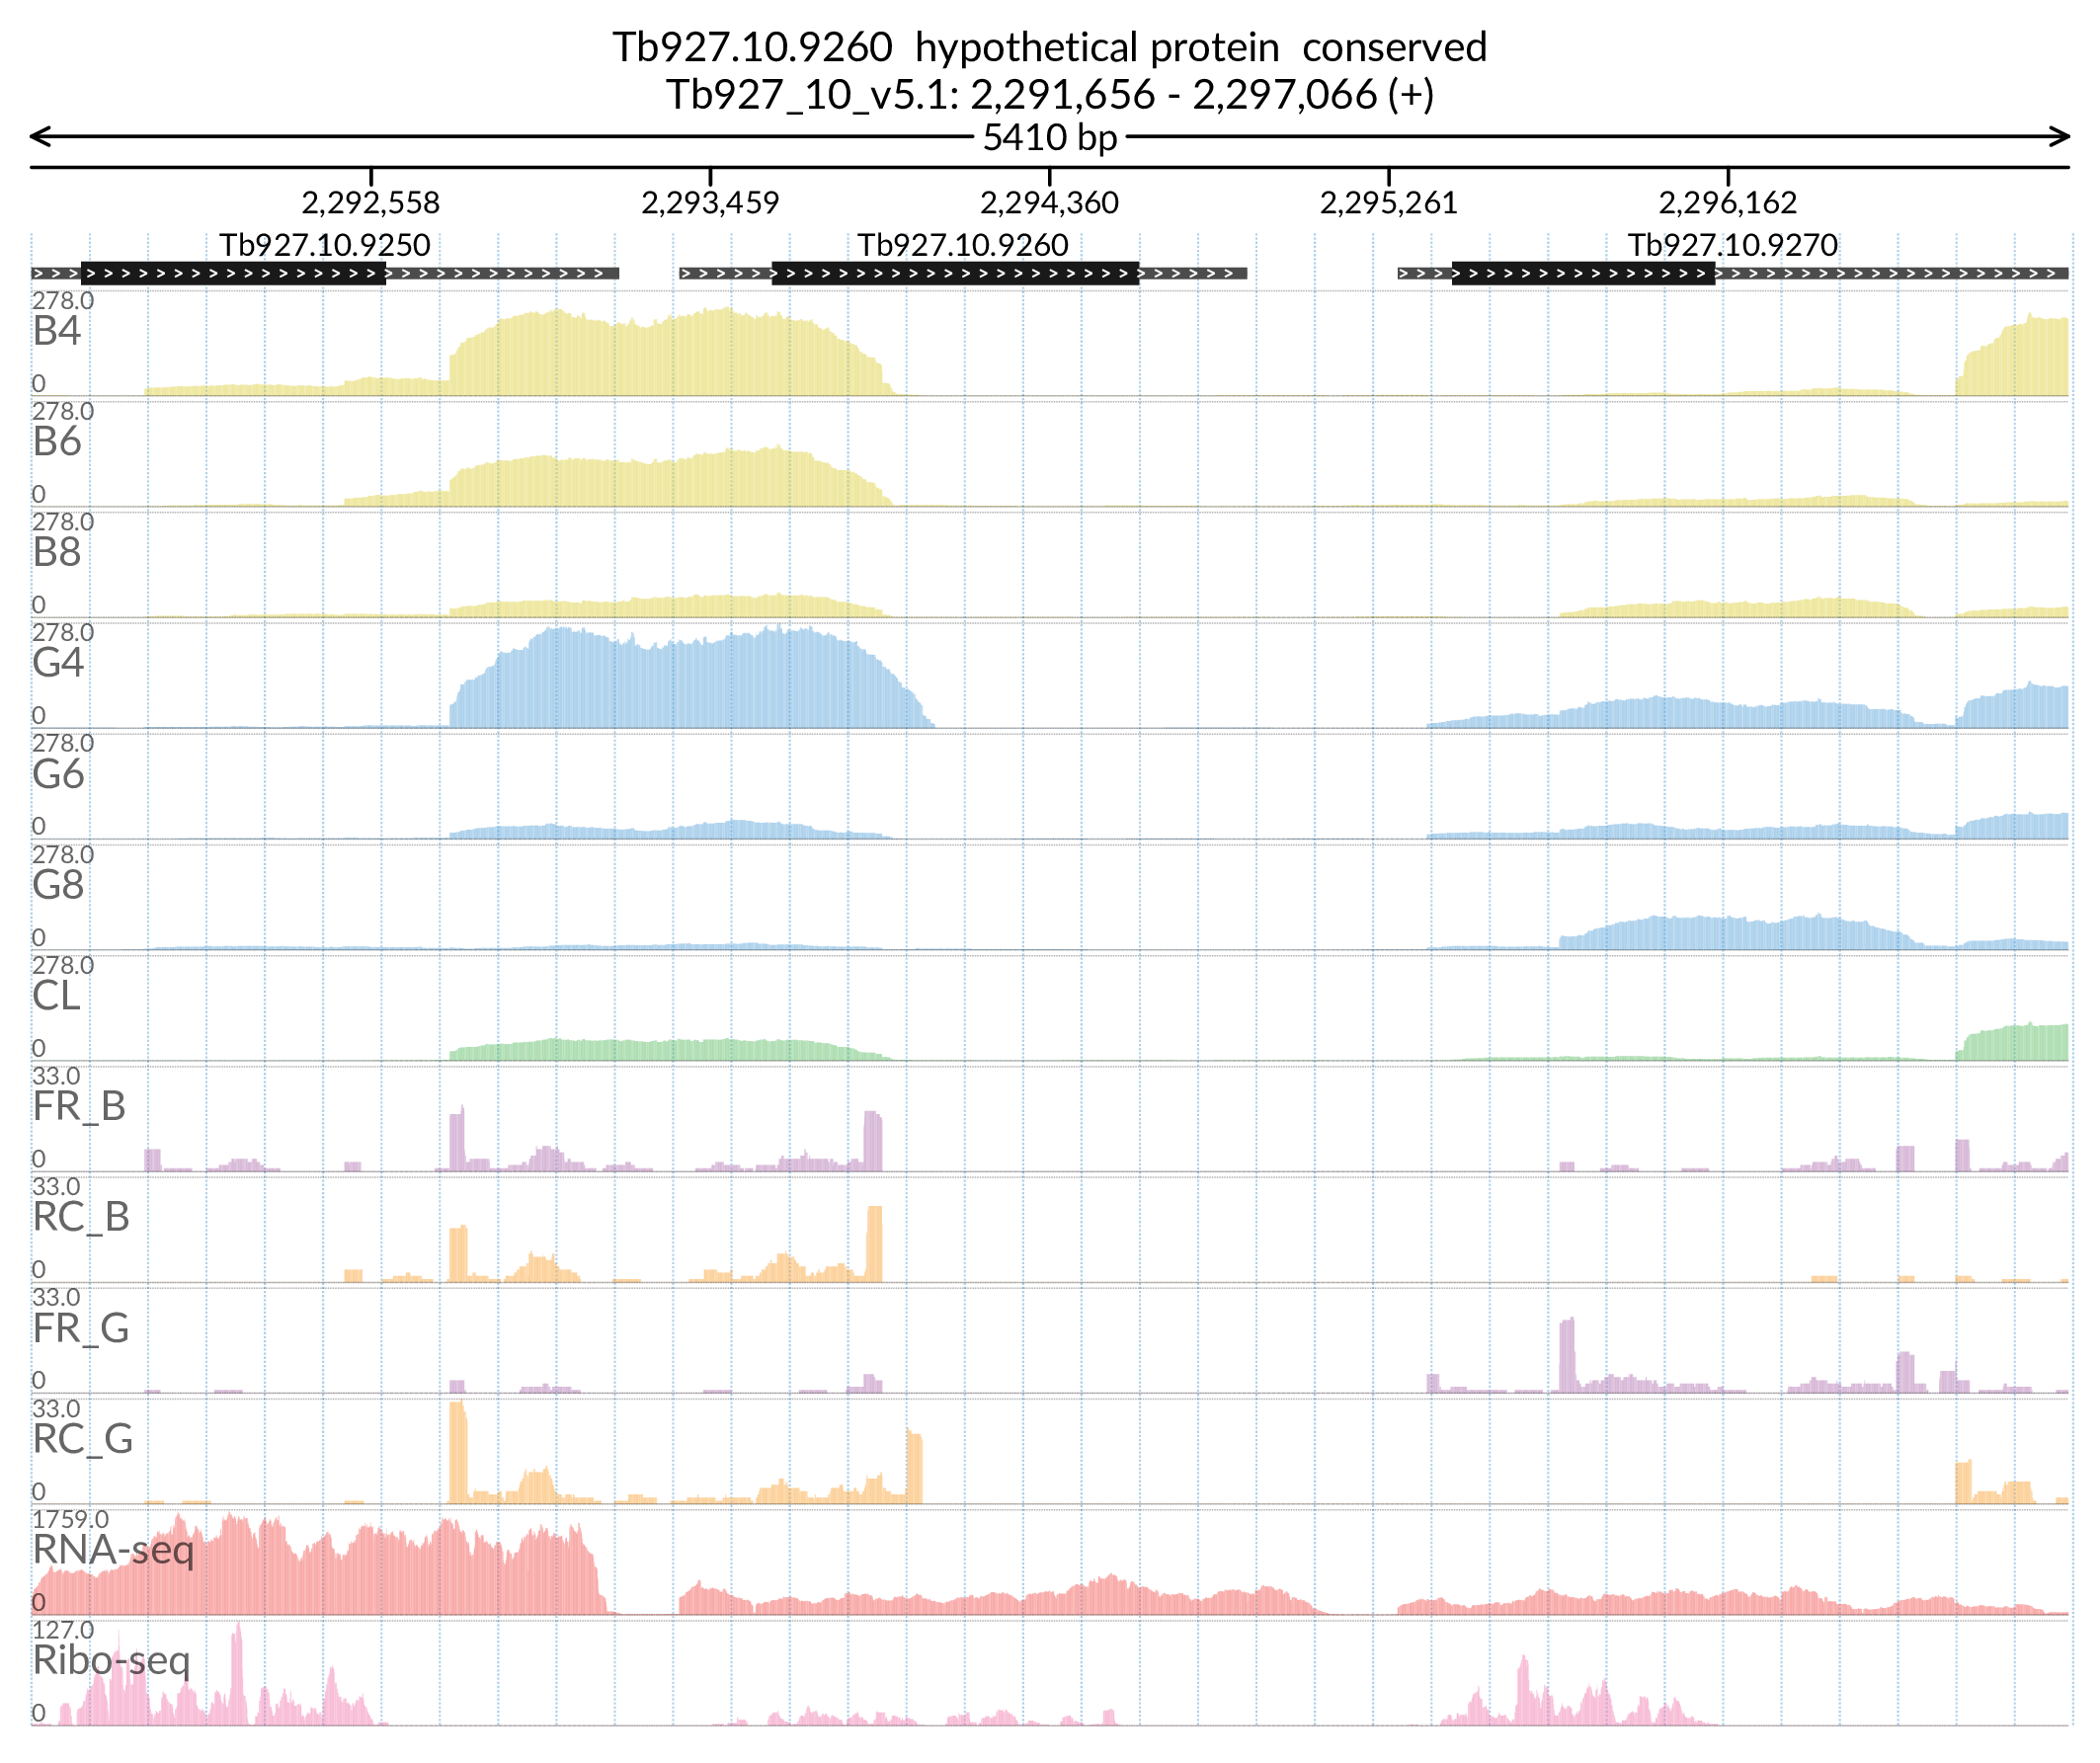 Tb927.10.9260 hypothetical protein conserved
Tb927_10_v5.1: 2,291,656 - 2,297,066 (+)
5410 bp
2,292,558 2,293,459 2,294,360 2,295,261 2,296,162
Tb927.10.9250 Tb927.10.9260 Tb927.10.9270
278.0
B4
0
278.0
B6
0
278.0
B8
0
278.0
G4
0
278.0
G6
0
278.0
G8
0
278.0
CL
0
33.0
FR_B
0
33.0
RC_B
0
33.0
FR_G
0
33.0
RC_G
0
1759.0
RNA-seq
0
127.0
Ribo-seq
0